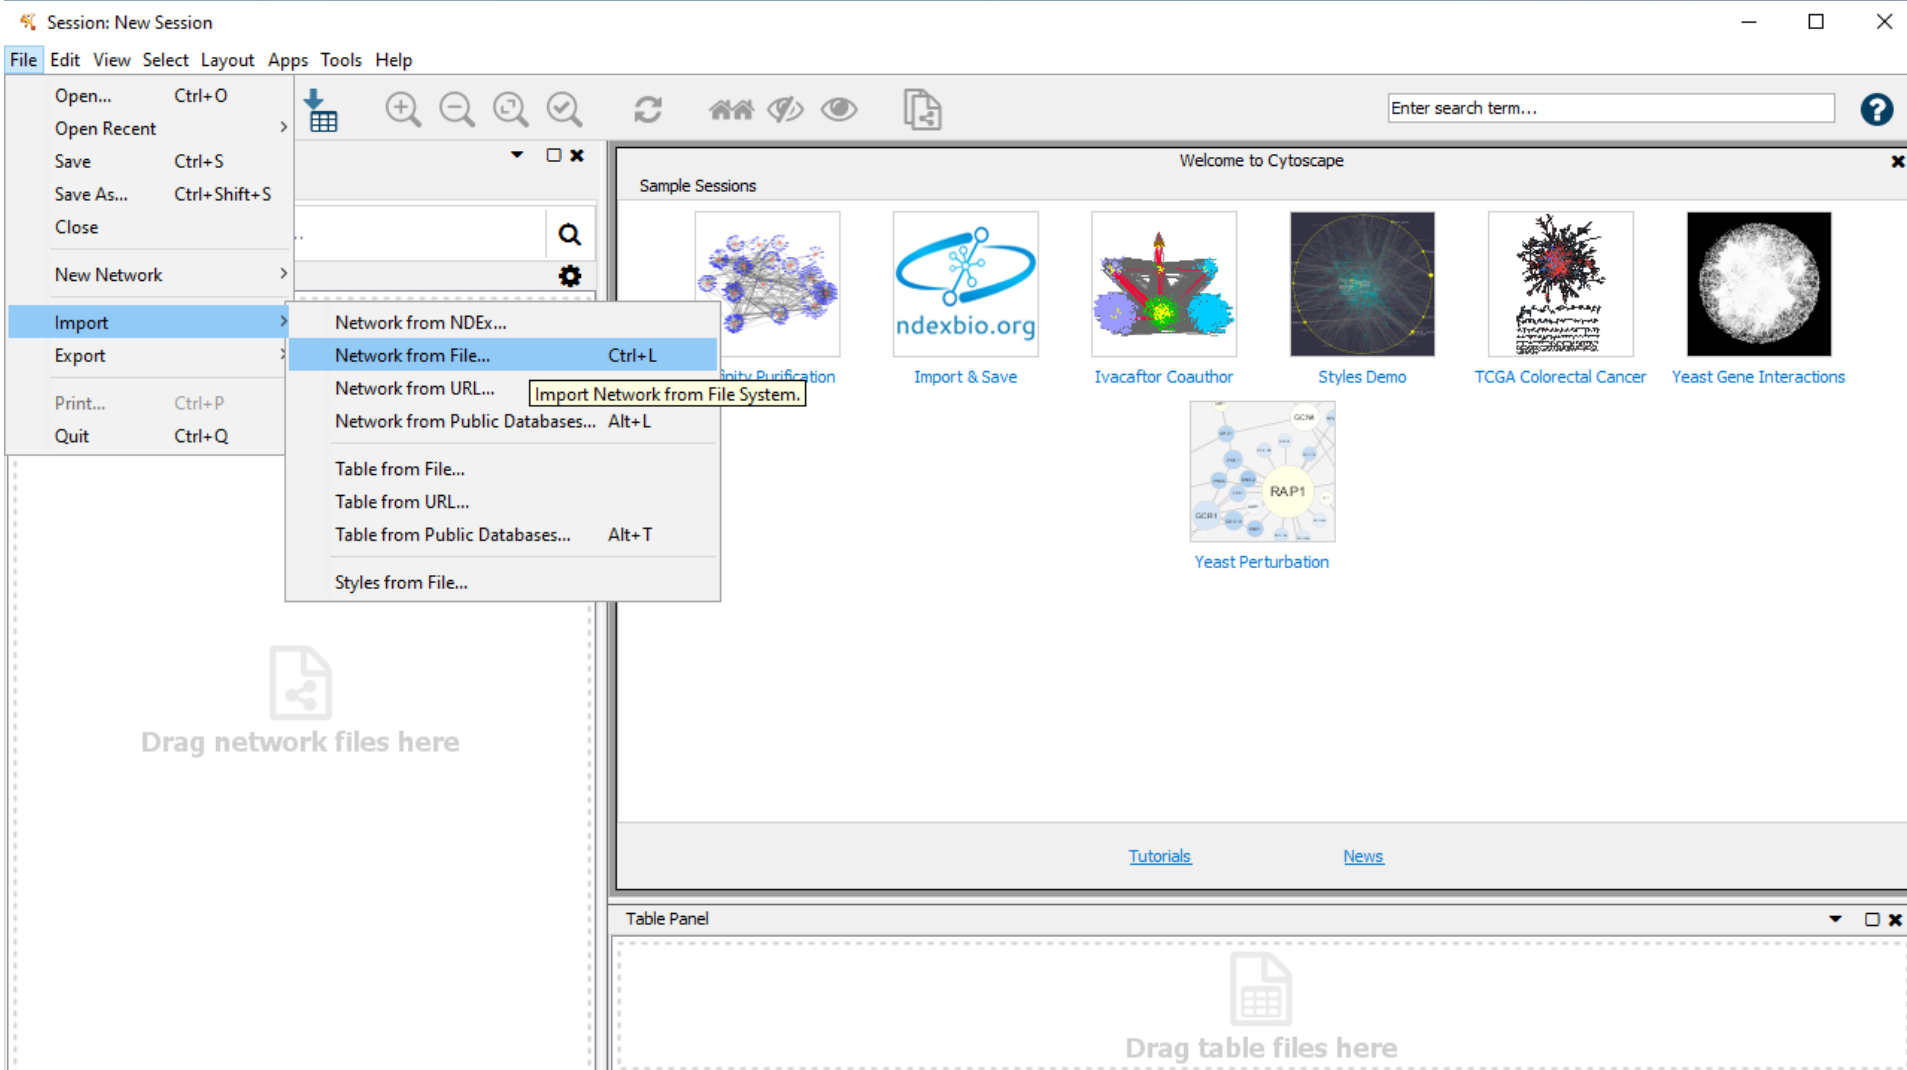 Session: New Session
File Edit View Select Layout Apps Tools Help
Open... Ctrl+O
Open Recent
Save Ctrl+S
Save As... Ctrl+Shift+S
Close
New Network
Import
Export
Print... Ctrl+P
Quit Ctrl+Q
Network from NDEx...
Network from File... Ctrl+L
Network from URL...
Import Network from File System.
Network from Public Databases... Alt+L
Table from File...
Table from URL...
Table from Public Databases... Alt+T
Styles from File...
Enter search term...
Welcome to Cytoscape
Sample Sessions
ndexbio.org
Purification
Import & Save
Ivacaftor Coauthor
Styles Demo
TCGA Colorectal Cancer
Yeast Gene Interactions
GCN4
RAP1
GCR1
Yeast Perturbation
Drag network files here
Tutorials
News
Table Panel
Drag table files here